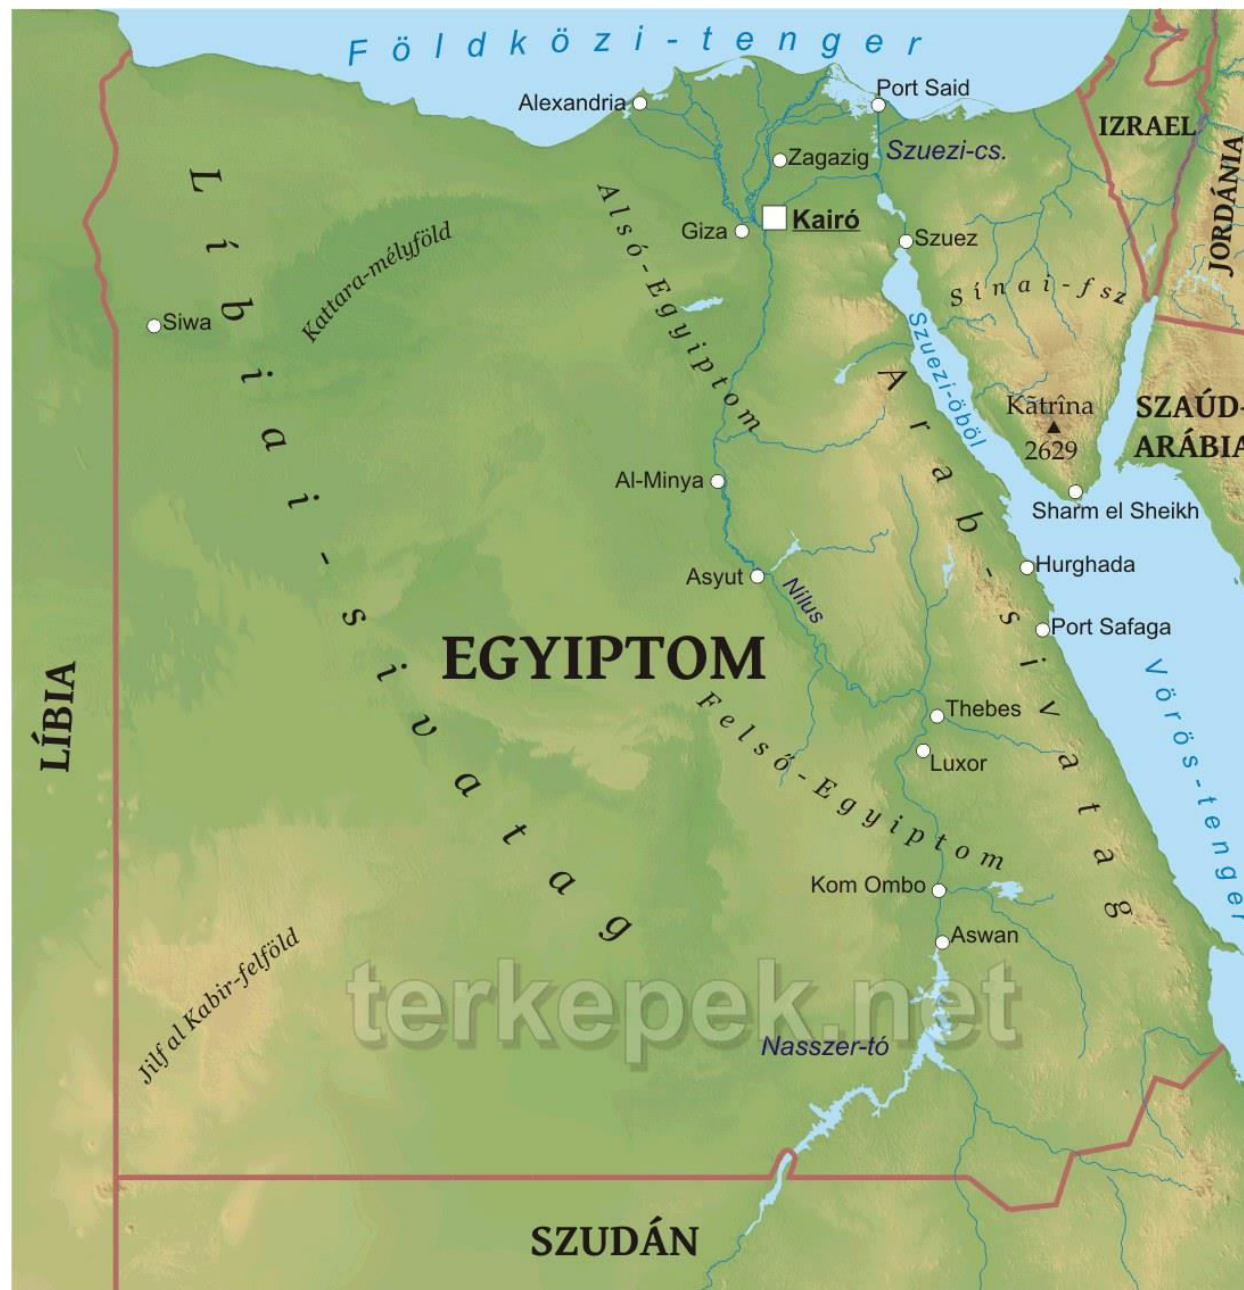 Földközi-tenger
Port Said
Alexandria
IZRAEL
Szuezi-cs.
Zagazig
JORDÁNIA
Líbiai-sivatag
Alsó-Egyiptom
Kairó
Giza
Szuez
Kattara-mélyföld
Sínai-fsz
Siwa
Szuezi-öböl
Arab-sivatag
Kãtrîna
2629
SZAÚD-
ARÁBIA
Al-Minya
Sharm el Sheikh
Hurghada
Asyut
Nílus
Port Safaga
EGYIPTOM
LÍBIA
Felső-Egyiptom
Vörös-tenger
Thebes
Luxor
Kom Ombo
Aswan
Jilf al Kabir-felföld
terkepek.net
Nasszer-tó
SZUDÁN